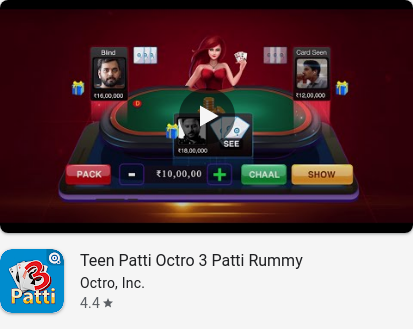 Blind
Card Seen
₹16,00,000
₹12,00,000
D
SEE
₹18,00,000
PACK
-
₹10,00,00
+
CHAAL
SHOW
3
Patti
Teen Patti Octro 3 Patti Rummy
Octro, Inc.
4.4 ★